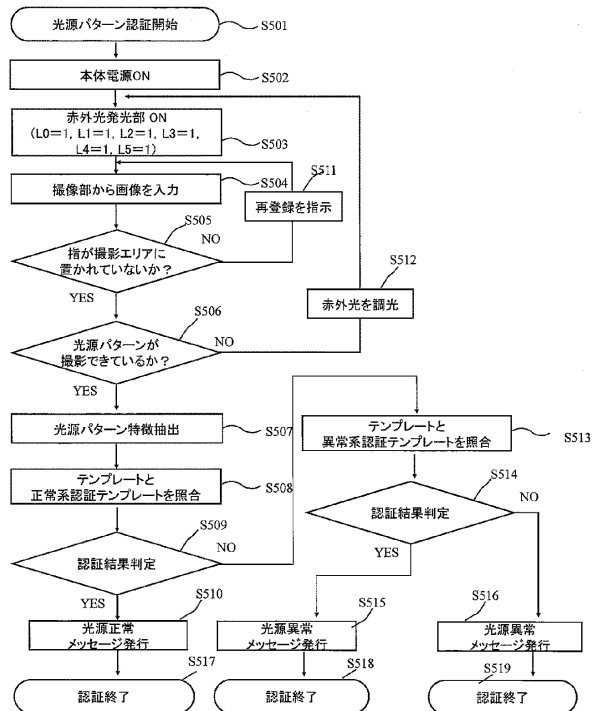 光源パターン認証開始
S501
本体電源ON
S502
赤外光発光部 ON
(L0=1, L1=1, L2=1, L3=1,
L4=1, L5=1)
S503
撮像部から画像を入力
S504
再登録を指示
S511
指が撮影エリアに
置かれていないか？
S505
NO
YES
赤外光を調光
S512
光源パターンが
撮影できているか？
S506
NO
YES
光源パターン特徴抽出
S507
テンプレートと
正常系認証テンプレートを照合
S508
認証結果判定
S509
NO
YES
光源正常
メッセージ発行
S510
認証終了
S517
テンプレートと
異常系認証テンプレートを照合
S513
認証結果判定
S514
NO
YES
光源異常
メッセージ発行
S515
認証終了
S518
光源異常
メッセージ発行
S516
認証終了
S519